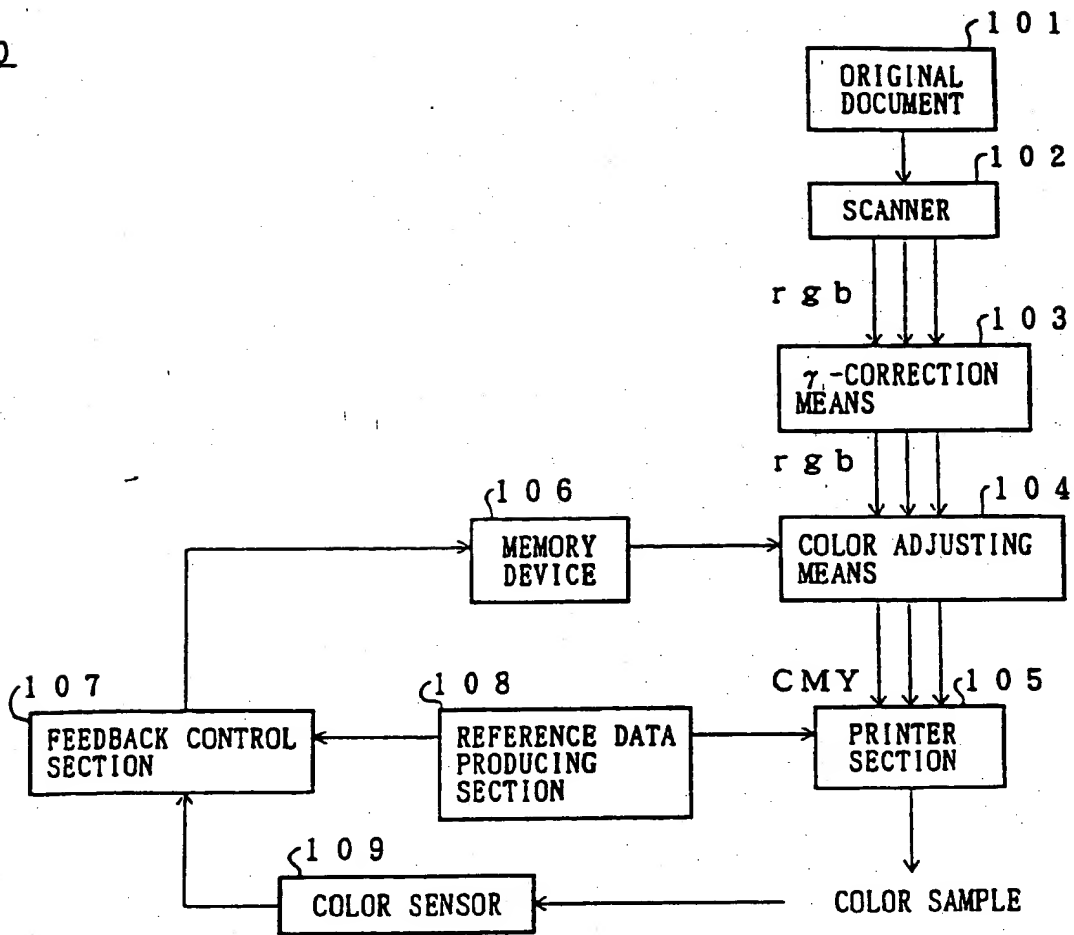 101
ORIGINAL
DOCUMENT
102
SCANNER
r g b
103
γ-CORRECTION
MEANS
r g b
104
COLOR ADJUSTING
MEANS
106
MEMORY
DEVICE
CMY
105
PRINTER
SECTION
107
FEEDBACK CONTROL
SECTION
108
REFERENCE DATA
PRODUCING
SECTION
109
COLOR SENSOR
COLOR SAMPLE